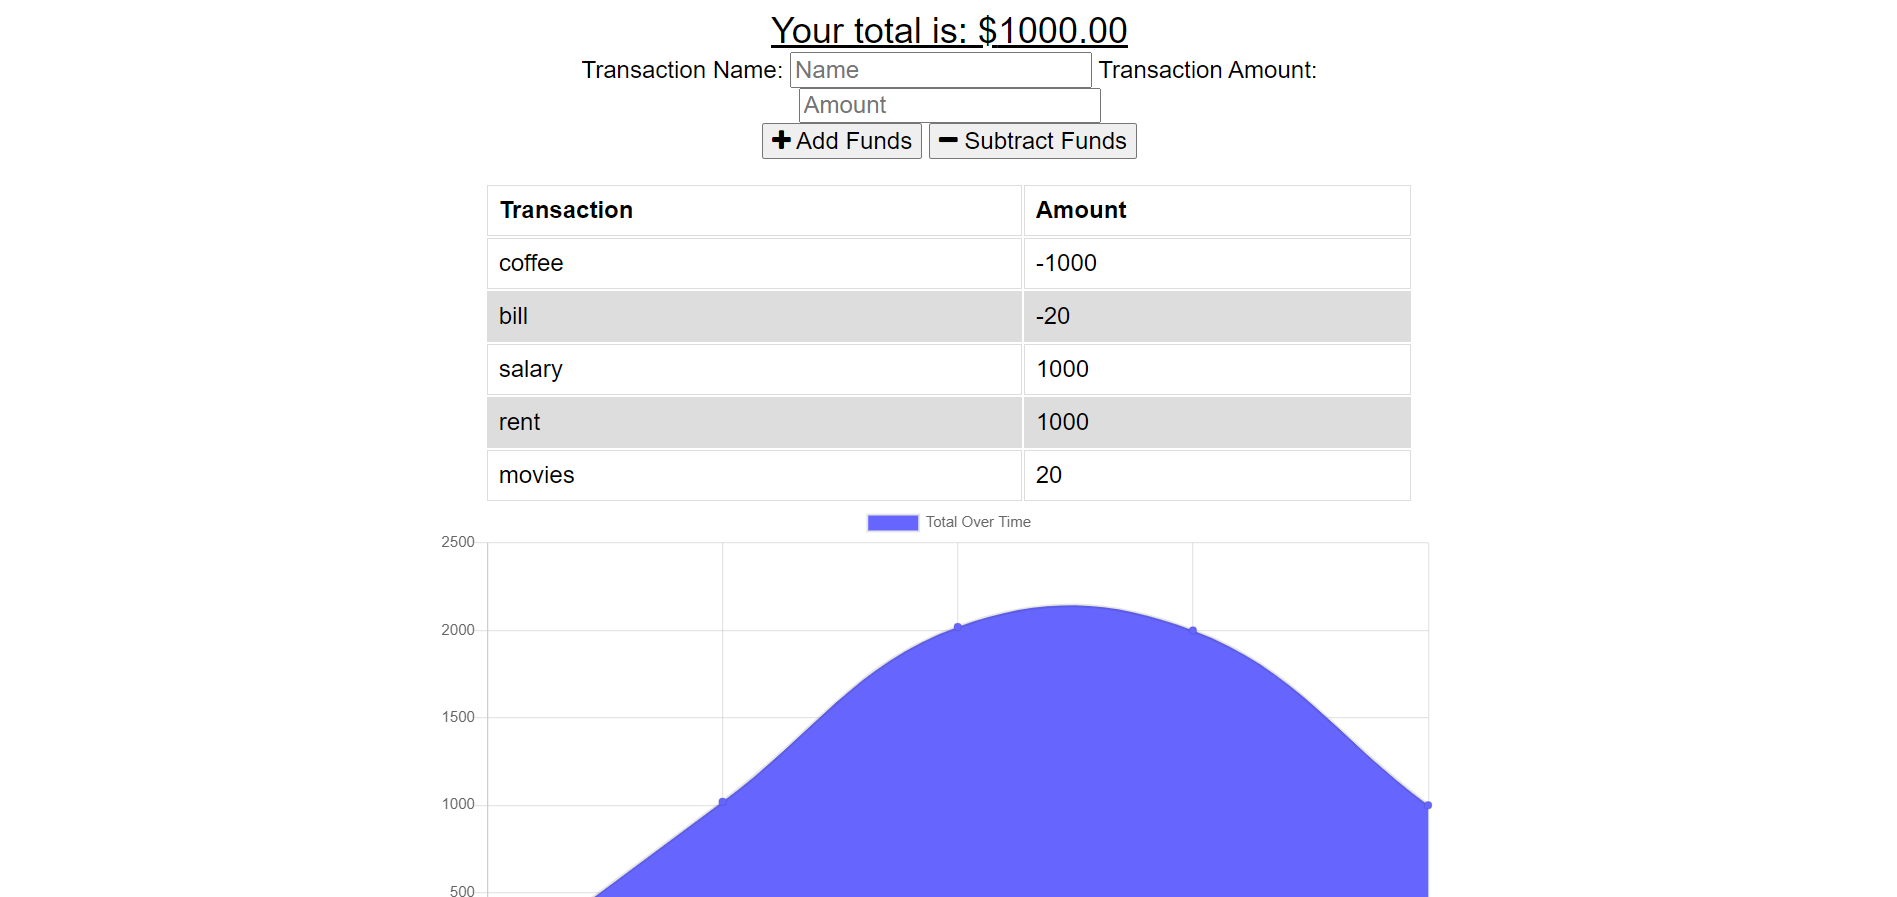 Your total is: $1000.00
Transaction Name: Name Transaction Amount:
Amount
Add Funds Subtract Funds
Transaction Amount
coffee -1000
bill -20
salary 1000
rent 1000
movies 20
Total Over Time
2500
2000
1500
1000
500